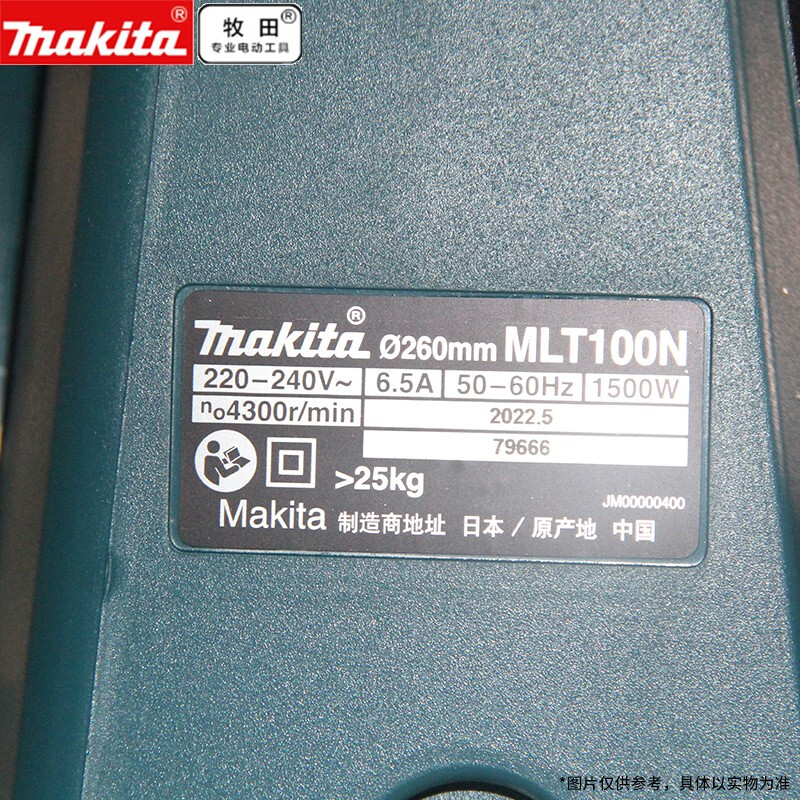 makita®
牧田®
专业电动工具
makita® Ø260mm MLT100N
220-240V~ 6.5A 50-60Hz 1500W
no4300r/min 2022.5
79666
>25kg
JM00000400
Makita 制造商地址 日本 / 原产地 中国
*图片仅供参考，具体以实物为准